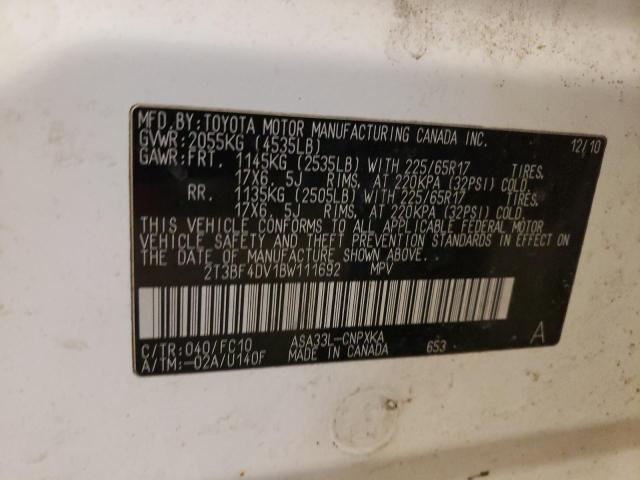 MFD.BY:TOYOTA MOTOR MANUFACTURING CANADA INC.
12/10
GVWR:2055KG (4535LB)
GAWR:FRT. 1145KG (2535LB) WITH 225/65R17 TIRES,
17X6.5J RIMS, AT 220KPA (32PSI) COLD
RR. 1135KG (2505LB) WITH 225/65R17 TIRES,
17X6.5J RIMS, AT 220KPA (32PSI) COLD.
THIS VEHICLE CONFORMS TO ALL APPLICABLE FEDERAL MOTOR
VEHICLE SAFETY AND THEFT PREVENTION STANDARDS IN EFFECT ON
THE DATE OF MANUFACTURE SHOWN ABOVE.
2T3BF4DV1BW111692 MPV
C/TR:040/FC10 ASA33L-CNPXKA A
A/TM:-02A/U140F MADE IN CANADA 653